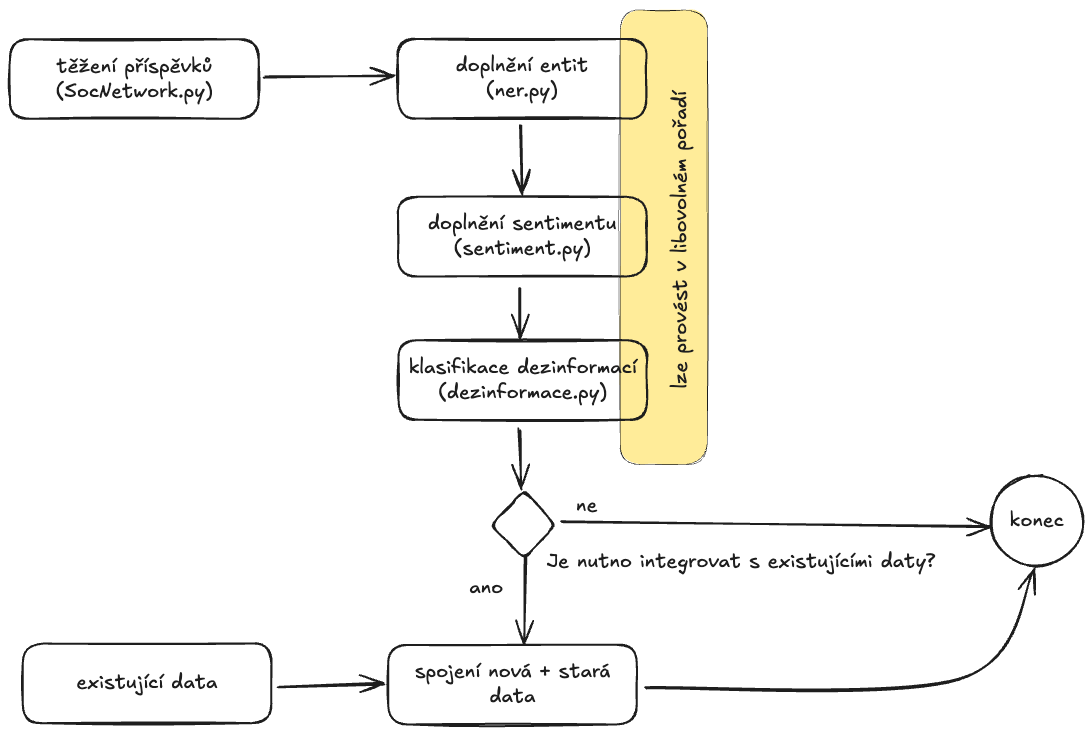 těžení příspěvků
(SocNetwork.py)
doplnění entit
(ner.py)
lze provést v libovolném pořadí
doplnění sentimentu
(sentiment.py)
klasifikace dezinformací
(dezinformace.py)
ne
konec
Je nutno integrovat s existujícími daty?
ano
existující data
spojení nová + stará
data